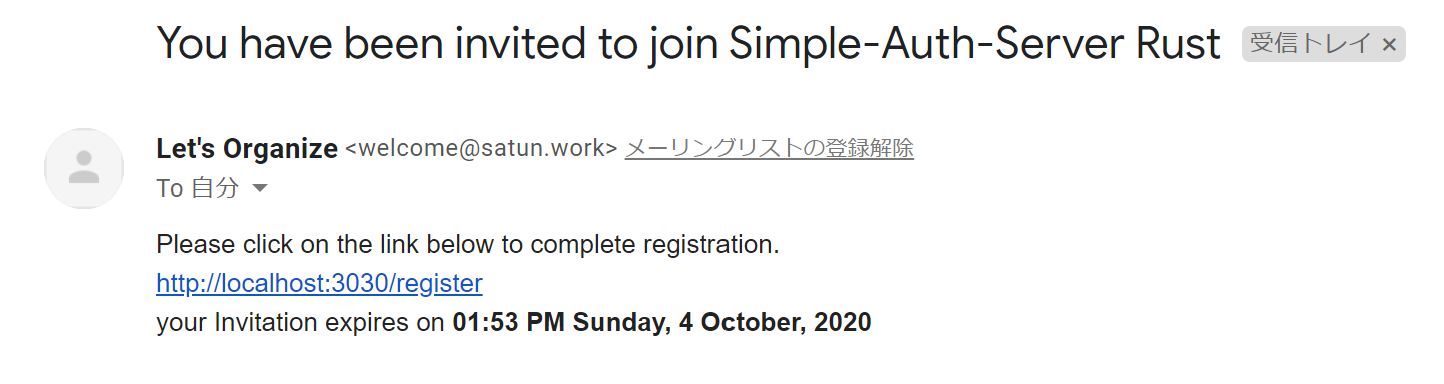 You have been invited to join Simple-Auth-Server Rust 受信トレイ ×
Let's Organize <welcome@satun.work> メーリングリストの登録解除
To 自分
Please click on the link below to complete registration.
http://localhost:3030/register
your Invitation expires on 01:53 PM Sunday, 4 October, 2020